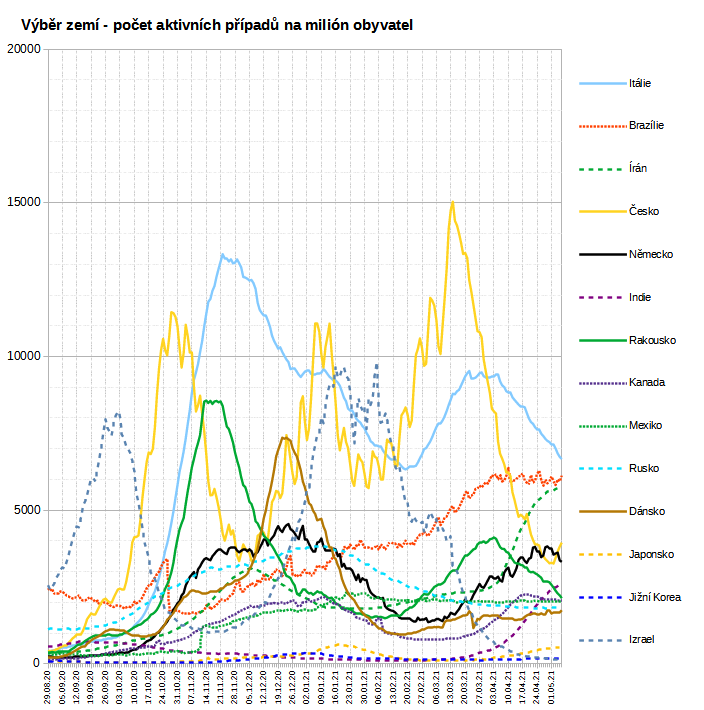 Výběr zemí - počet aktivních případů na milión obyvatel
20000
15000
10000
5000
0
Itálie
Brazílie
Írán
Česko
Německo
Indie
Rakousko
Kanada
Mexiko
Rusko
Dánsko
Japonsko
Jižní Korea
Izrael
29.08.20
05.09.20
12.09.20
19.09.20
26.09.20
03.10.20
10.10.20
17.10.20
24.10.20
31.10.20
07.11.20
14.11.20
21.11.20
28.11.20
05.12.20
12.12.20
19.12.20
26.12.20
02.01.21
09.01.21
16.01.21
23.01.21
30.01.21
06.02.21
13.02.21
20.02.21
27.02.21
06.03.21
13.03.21
20.03.21
27.03.21
03.04.21
10.04.21
17.04.21
24.04.21
01.05.21